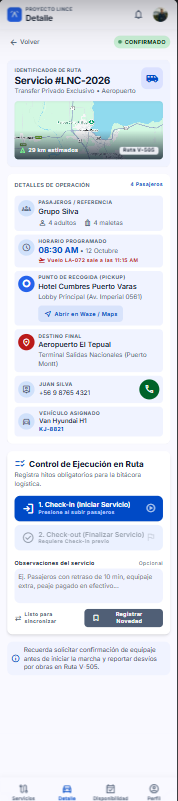 PROYECTO LINCE
Detalle
Volver
CONFIRMADO
IDENTIFICADOR DE RUTA
Servicio #LNC-2026
Transfer Privado Exclusivo • Aeropuerto
29 km estimados
Ruta V-505
DETALLES DE OPERACIÓN
4 Pasajeros
PASAJEROS / REFERENCIA
Grupo Silva
4 adultos
4 maletas
HORARIO PROGRAMADO
08:30 AM • 12 Octubre
Vuelo LA-072 sale a las 11:15 AM
PUNTO DE RECOGIDA (PICKUP)
Hotel Cumbres Puerto Varas
Lobby Principal (Av. Imperial 0561)
Abrir en Waze / Maps
DESTINO FINAL
Aeropuerto El Tepual
Terminal Salidas Nacionales (Puerto
Montt)
JUAN SILVA
+56 9 8765 4321
VEHÍCULO ASIGNADO
Van Hyundai H1
KJ-8821
Control de Ejecución en Ruta
Registre hitos obligatorios para la bitácora
logística.
1. Check-in (Iniciar Servicio)
Presione al subir pasajeros
2. Check-out (Finalizar Servicio)
Requiere Check-in previo
Observaciones del servicio
Opcional
Ej. Pasajeros con retraso de 10 min, equipaje
extra, peaje pagado en efectivo...
Listo para
sincronizar
Registrar
Novedad
Recuerda solicitar confirmación de equipaje
antes de iniciar la marcha y reportar desvíos
por obras en Ruta V-505.
Servicios
Detalle
Disponibilidad
Perfil